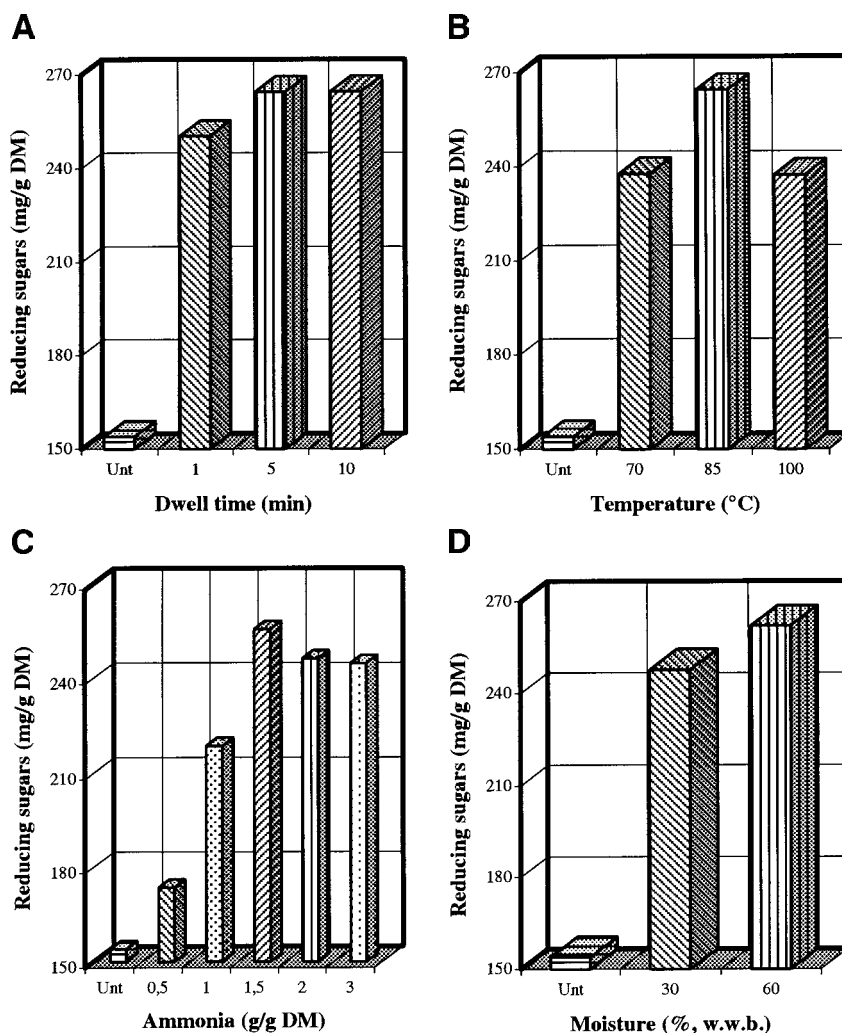 A
Reducing sugars (mg/g DM)
270
240
210
180
150
Unt 1 5 10
Dwell time (min)
B
Reducing sugars (mg/g DM)
270
240
210
180
150
Unt 70 85 100
Temperature (°C)
C
Reducing sugars (mg/g DM)
270
240
210
180
150
Unt 0,5 1 1,5 2 3
Ammonia (g/g DM)
D
Reducing sugars (mg/g DM)
270
240
210
180
150
Unt 30 60
Moisture (%, w.w.b.)